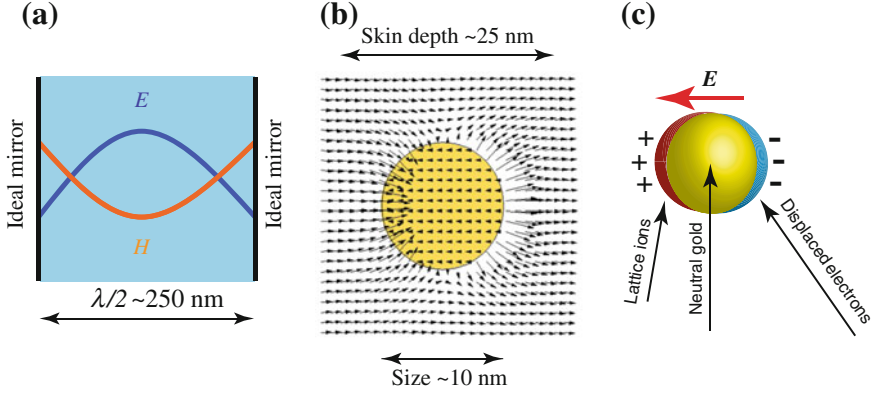 (a)
Ideal mirror
E
H
Ideal mirror
λ/2 ~250 nm
(b)
Skin depth ~25 nm
Size ~10 nm
(c)
E
+
+
+
-
-
-
Lattice ions
Neutral gold
Displaced electrons